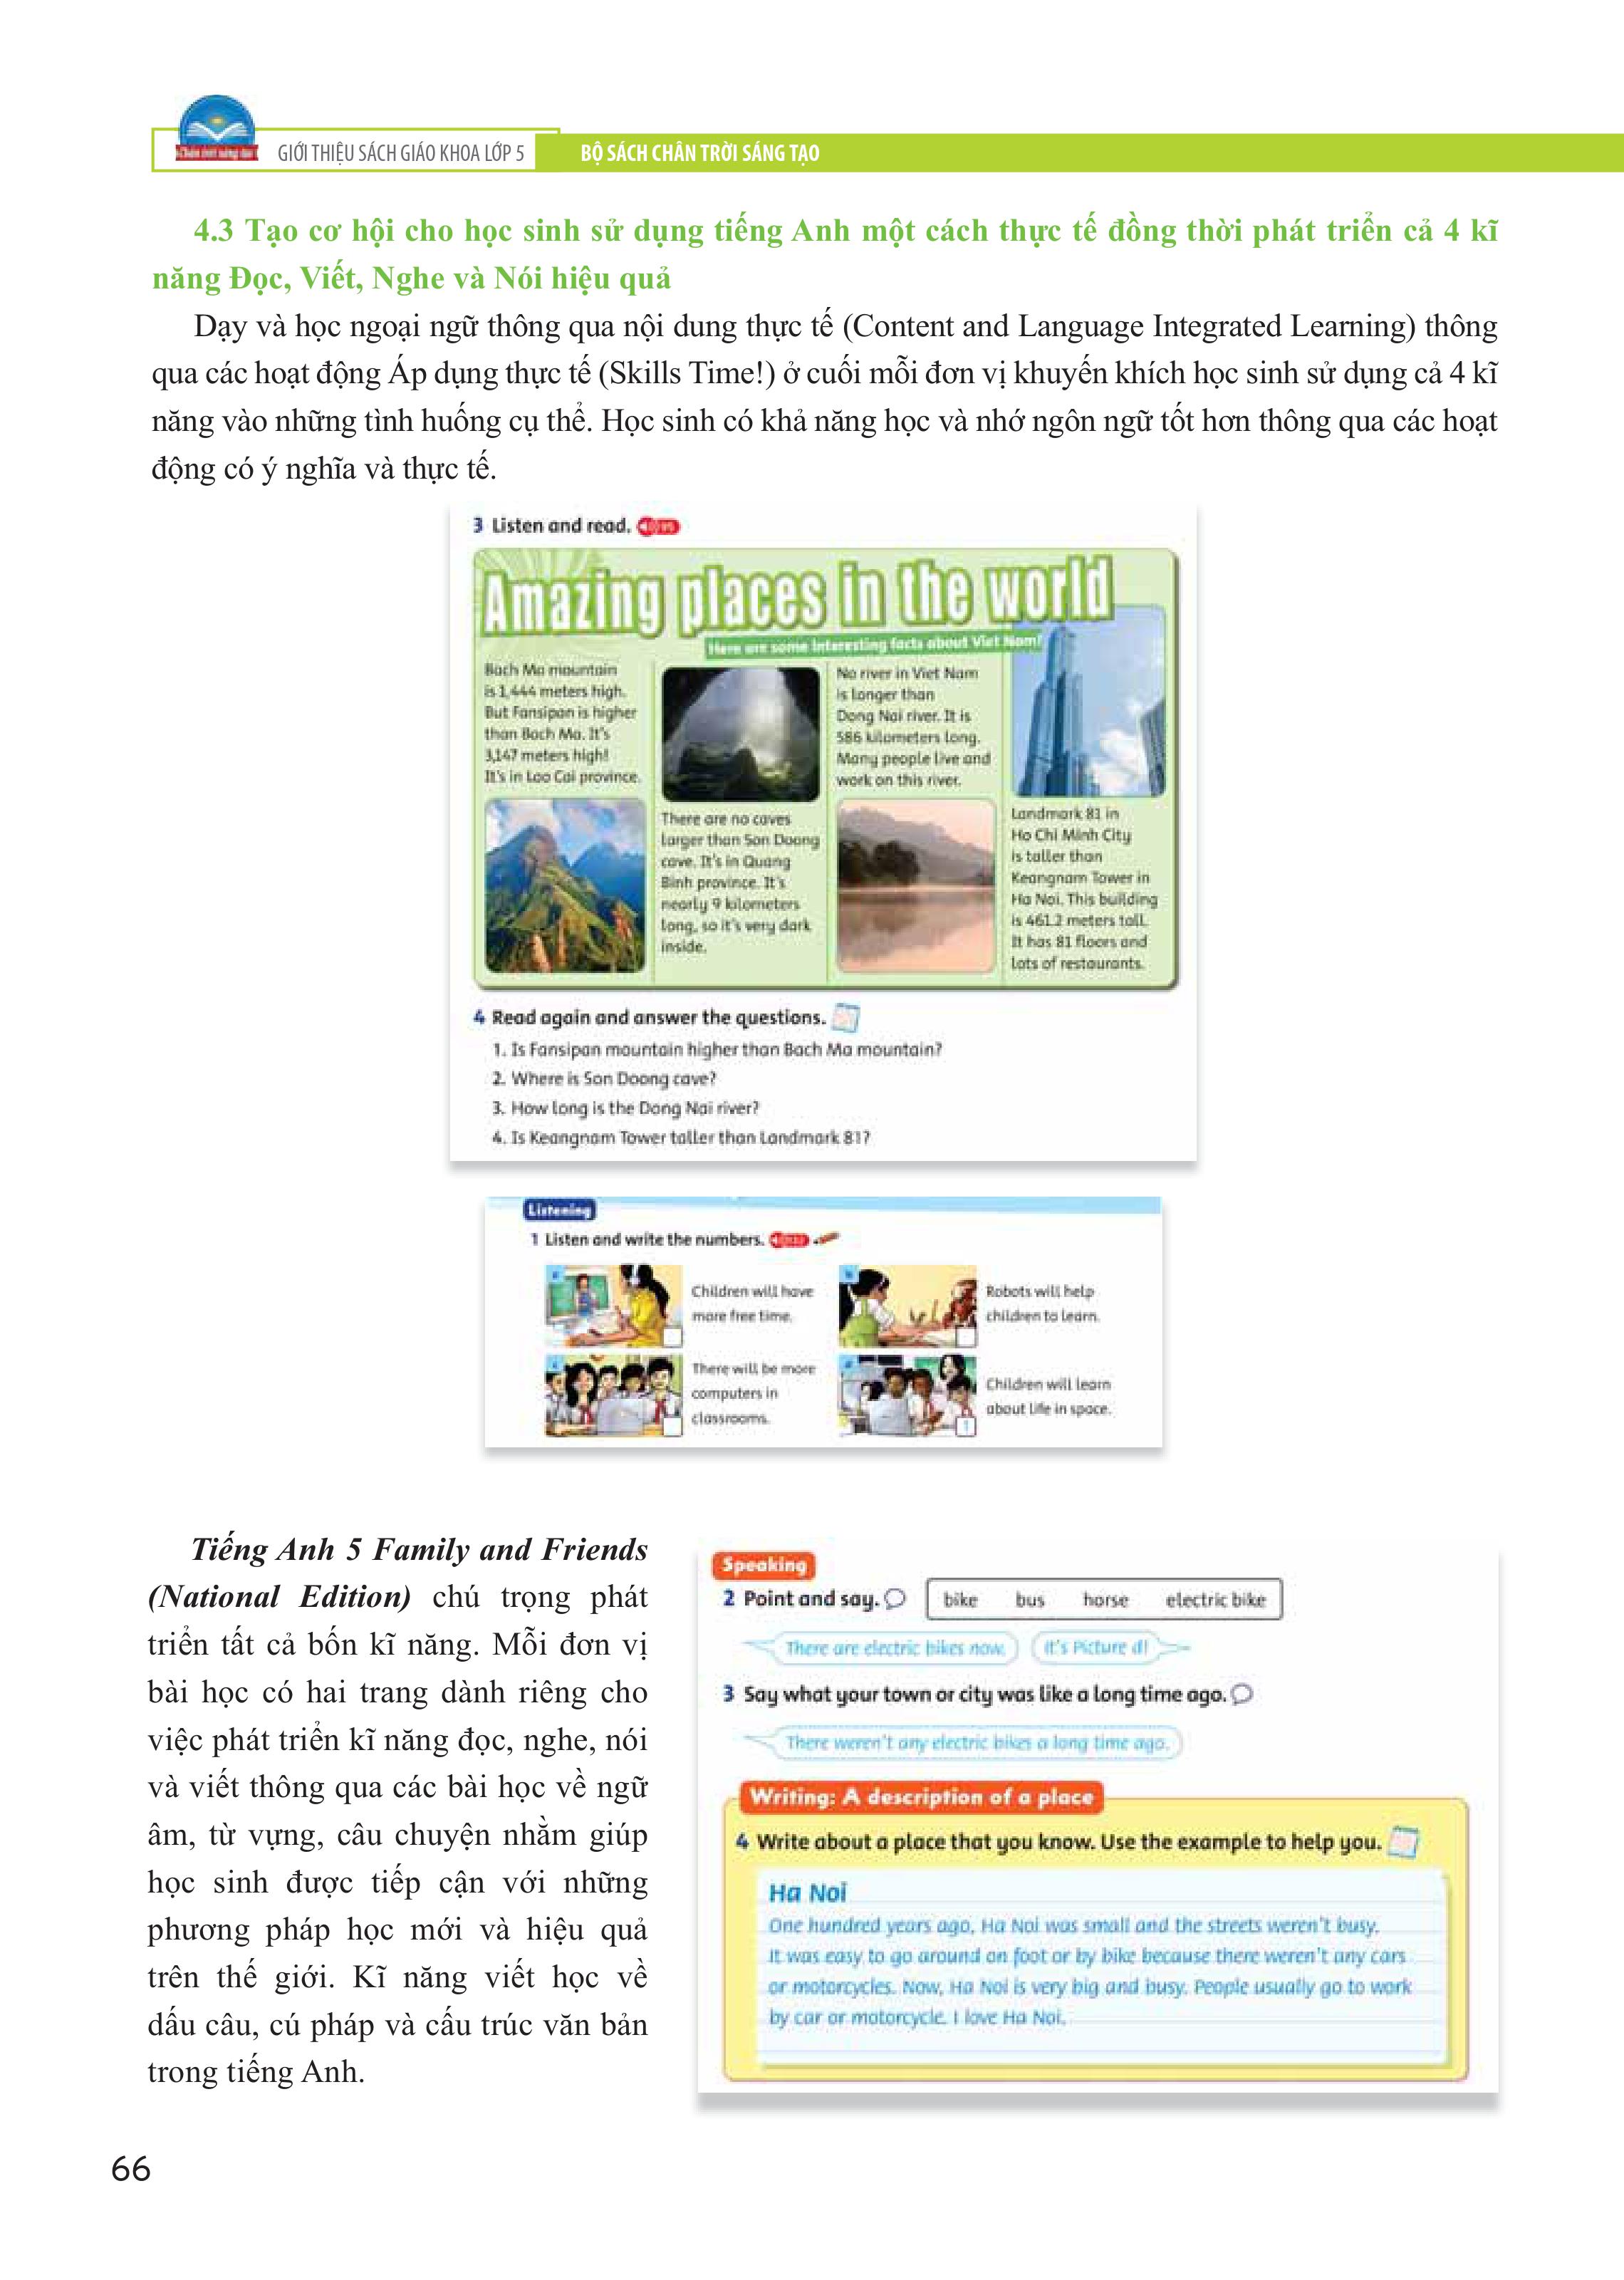 GIỚI THIỆU SÁCH GIÁO KHOA LỚP 5
BỘ SÁCH CHÂN TRỜI SÁNG TẠO
4.3 Tạo cơ hội cho học sinh sử dụng tiếng Anh một cách thực tế đồng thời phát triển cả 4 kĩ
năng Đọc, Viết, Nghe và Nói hiệu quả
Dạy và học ngoại ngữ thông qua nội dung thực tế (Content and Language Integrated Learning) thông
qua các hoạt động Áp dụng thực tế (Skills Time!) ở cuối mỗi đơn vị khuyến khích học sinh sử dụng cả 4 kĩ
năng vào những tình huống cụ thể. Học sinh có khả năng học và nhớ ngôn ngữ tốt hơn thông qua các hoạt
động có ý nghĩa và thực tế.
3 Listen and read.
Amazing places in the world
Here are some interesting facts about Viet Nam!
Bach Ma mountain
is 1,444 meters high.
But Fansipan is higher
than Bach Ma. It's
3,147 meters high!
It's in Lao Cai province.
There are no caves
larger than Son Doong
cave. It's in Quang
Binh province. It's
nearly 9 kilometers
long, so it's very dark
inside.
No river in Viet Nam
is longer than
Dong Nai river. It is
586 kilometers long.
Many people live and
work on this river.
Landmark 81 in
Ho Chi Minh City
is taller than
Keangnam Tower in
Ha Noi. This building
is 461.2 meters tall.
It has 81 floors and
lots of restaurants.
4 Read again and answer the questions.
1. Is Fansipan mountain higher than Bach Ma mountain?
2. Where is Son Doong cave?
3. How long is the Dong Nai river?
4. Is Keangnam Tower taller than Landmark 81?
Listening
1 Listen and write the numbers.
Children will have
more free time.
Robots will help
children to learn.
There will be more
computers in
classrooms.
Children will learn
about life in space.
1
Tiếng Anh 5 Family and Friends
(National Edition) chú trọng phát
triển tất cả bốn kĩ năng. Mỗi đơn vị
bài học có hai trang dành riêng cho
việc phát triển kĩ năng đọc, nghe, nói
và viết thông qua các bài học về ngữ
âm, từ vựng, câu chuyện nhằm giúp
học sinh được tiếp cận với những
phương pháp học mới và hiệu quả
trên thế giới. Kĩ năng viết học về
dấu câu, cú pháp và cấu trúc văn bản
trong tiếng Anh.
Speaking
2 Point and say.
bike bus horse electric bike
There are electric bikes now.
It's Picture d!
3 Say what your town or city was like a long time ago.
There weren't any electric bikes a long time ago.
Writing: A description of a place
4 Write about a place that you know. Use the example to help you.
Ha Noi
One hundred years ago, Ha Noi was small and the streets weren't busy.
It was easy to go around on foot or by bike because there weren't any cars
or motorcycles. Now, Ha Noi is very big and busy. People usually go to work
by car or motorcycle. I love Ha Noi.
66